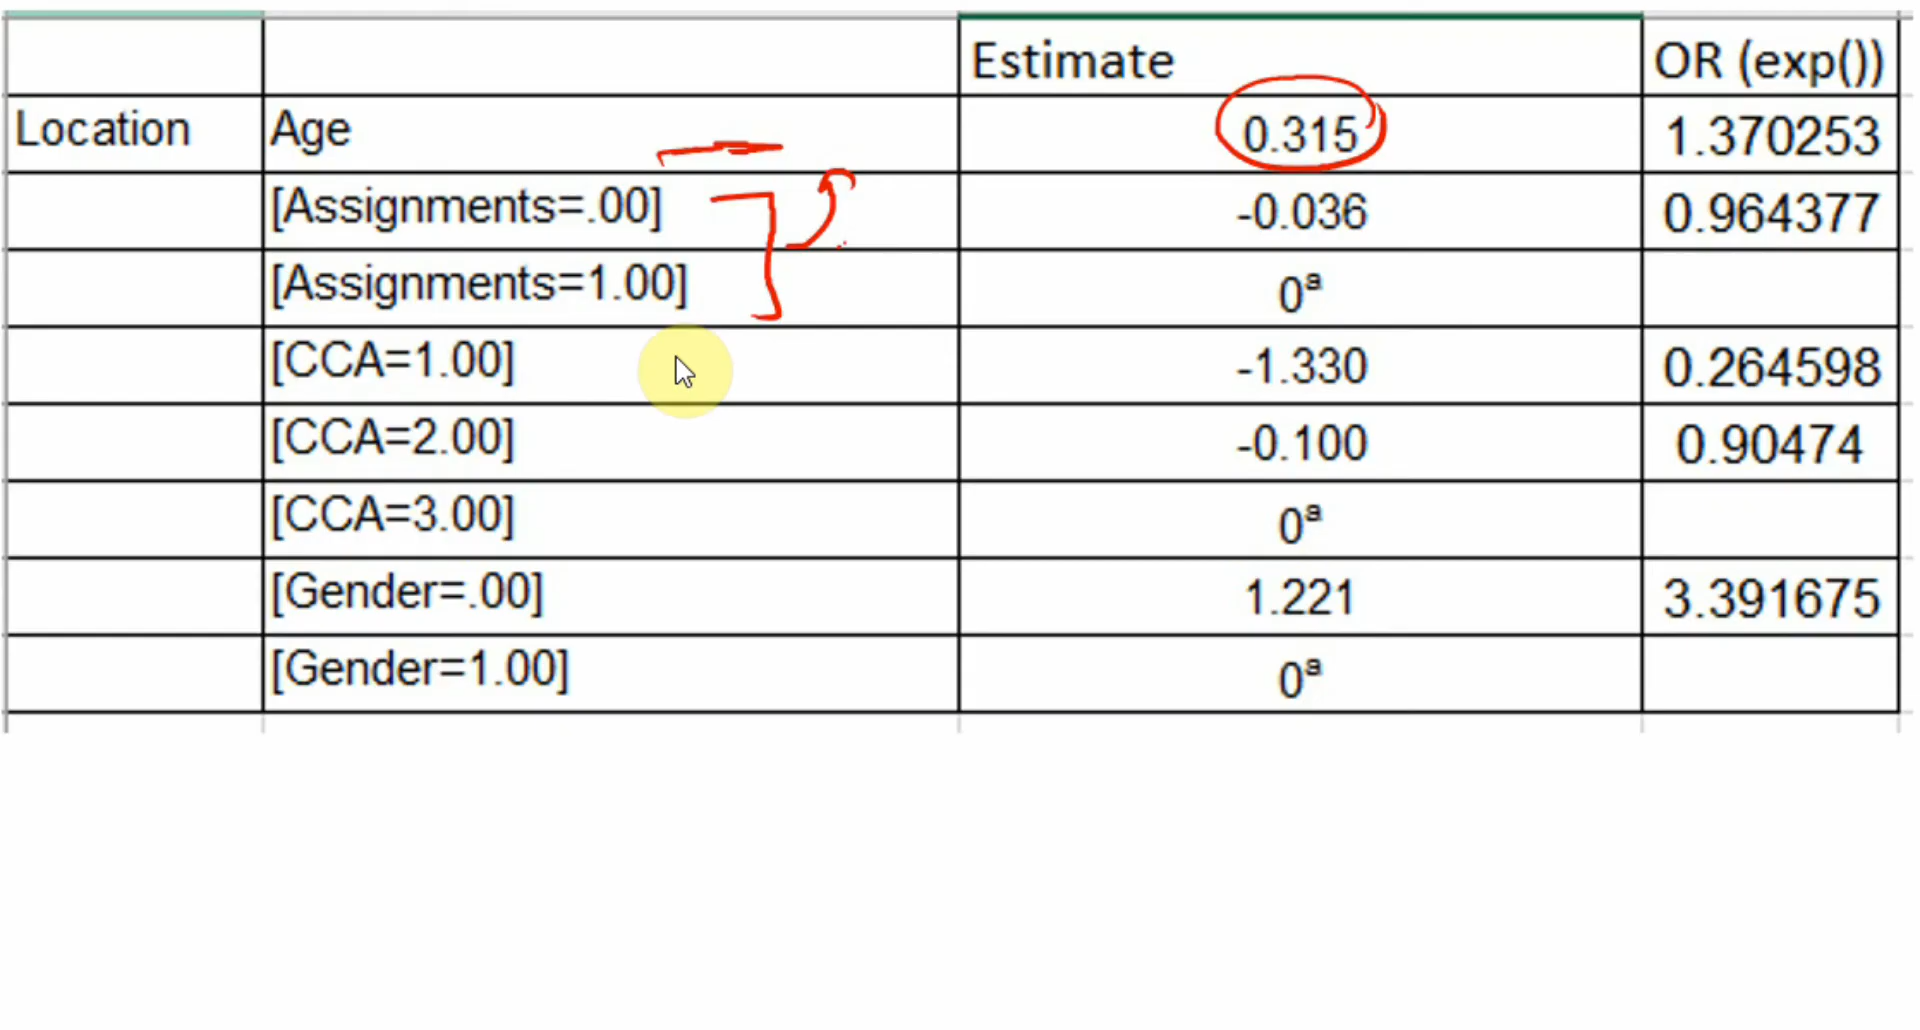 Estimate OR (exp())
Location Age 0.315 1.370253
[Assignments=.00] -0.036 0.964377
[Assignments=1.00] 0ª
[CCA=1.00] -1.330 0.264598
[CCA=2.00] -0.100 0.90474
[CCA=3.00] 0ª
[Gender=.00] 1.221 3.391675
[Gender=1.00] 0ª